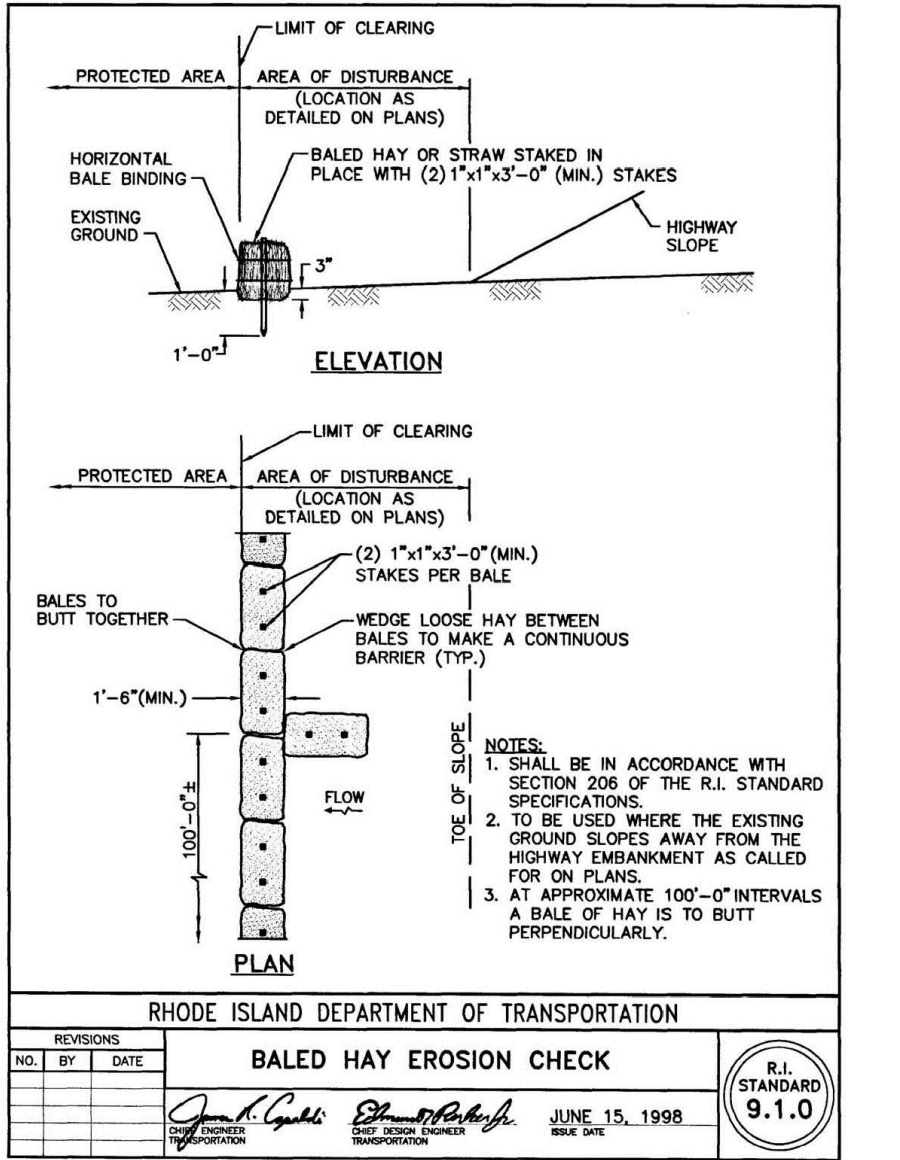 LIMIT OF CLEARING
PROTECTED AREA
AREA OF DISTURBANCE
(LOCATION AS
DETAILED ON PLANS)
HORIZONTAL
BALE BINDING
BALED HAY OR STRAW STAKED IN
PLACE WITH (2) 1"x1"x3'-0" (MIN.) STAKES
EXISTING
GROUND
HIGHWAY
SLOPE
3"
1'-0"
ELEVATION
LIMIT OF CLEARING
PROTECTED AREA
AREA OF DISTURBANCE
(LOCATION AS
DETAILED ON PLANS)
(2) 1"x1"x3'-0"(MIN.)
STAKES PER BALE
BALES TO
BUTT TOGETHER
WEDGE LOOSE HAY BETWEEN
BALES TO MAKE A CONTINUOUS
BARRIER (TYP.)
1'-6"(MIN.)
100'-0"±
FLOW
TOE OF SLOPE
NOTES:
1. SHALL BE IN ACCORDANCE WITH
SECTION 206 OF THE R.I. STANDARD
SPECIFICATIONS.
2. TO BE USED WHERE THE EXISTING
GROUND SLOPES AWAY FROM THE
HIGHWAY EMBANKMENT AS CALLED
FOR ON PLANS.
3. AT APPROXIMATE 100'-0" INTERVALS
A BALE OF HAY IS TO BUTT
PERPENDICULARLY.
PLAN
RHODE ISLAND DEPARTMENT OF TRANSPORTATION
REVISIONS
NO. BY DATE
BALED HAY EROSION CHECK
James R. Capaldi
CHIEF ENGINEER
TRANSPORTATION
Edmund T. Parker Jr.
CHIEF DESIGN ENGINEER
TRANSPORTATION
JUNE 15, 1998
ISSUE DATE
R.I.
STANDARD
9.1.0